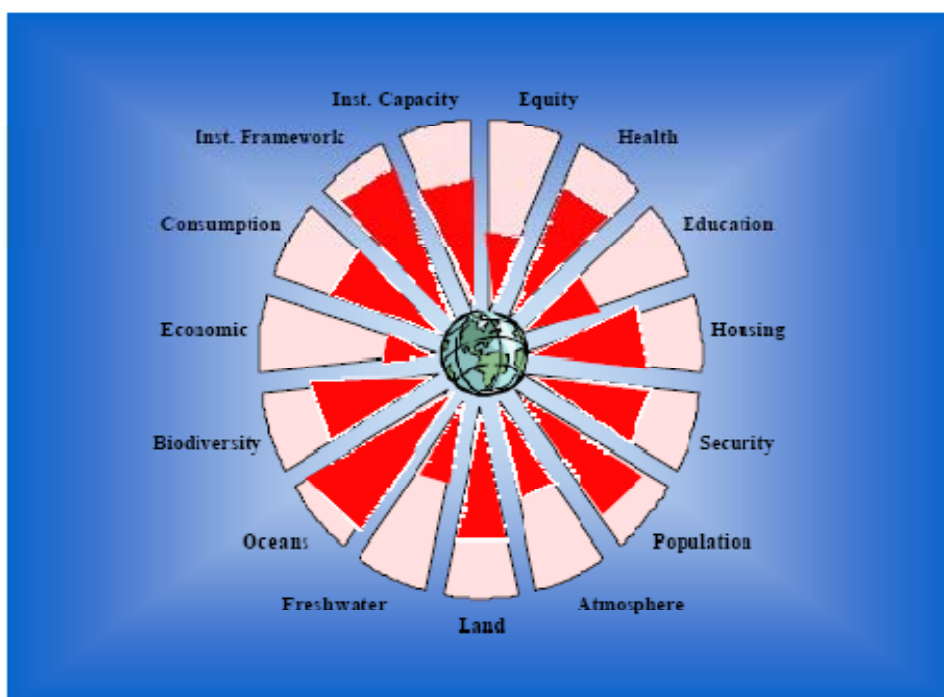 Inst. Capacity
Equity
Inst. Framework
Health
Consumption
Education
Economic
Housing
Biodiversity
Security
Oceans
Population
Freshwater
Atmosphere
Land